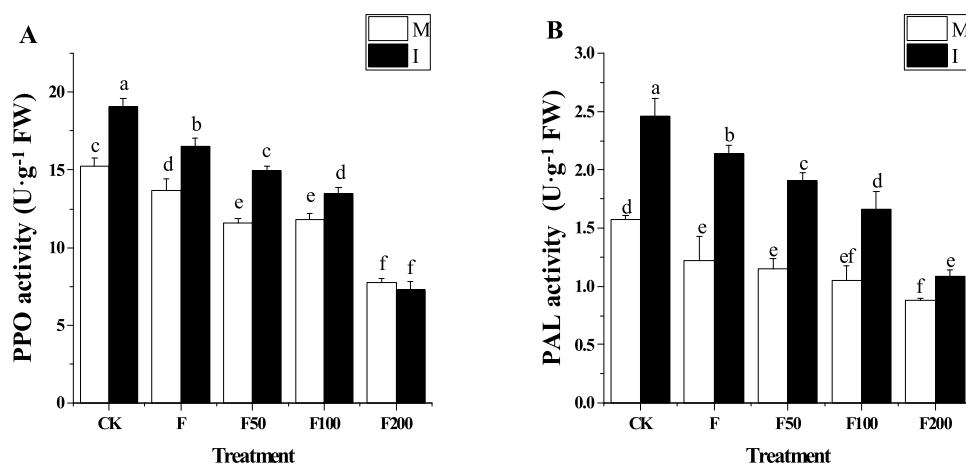 A
M
I
PPO activity (U·g⁻¹ FW)
20
15
10
5
0
a
c
b
d
c
e
e
d
f
f
CK
F
F50
F100
F200
Treatment
B
M
I
PAL activity (U·g⁻¹ FW)
3.0
2.5
2.0
1.5
1.0
0.5
0.0
a
d
b
e
c
e
d
ef
f
e
CK
F
F50
F100
F200
Treatment